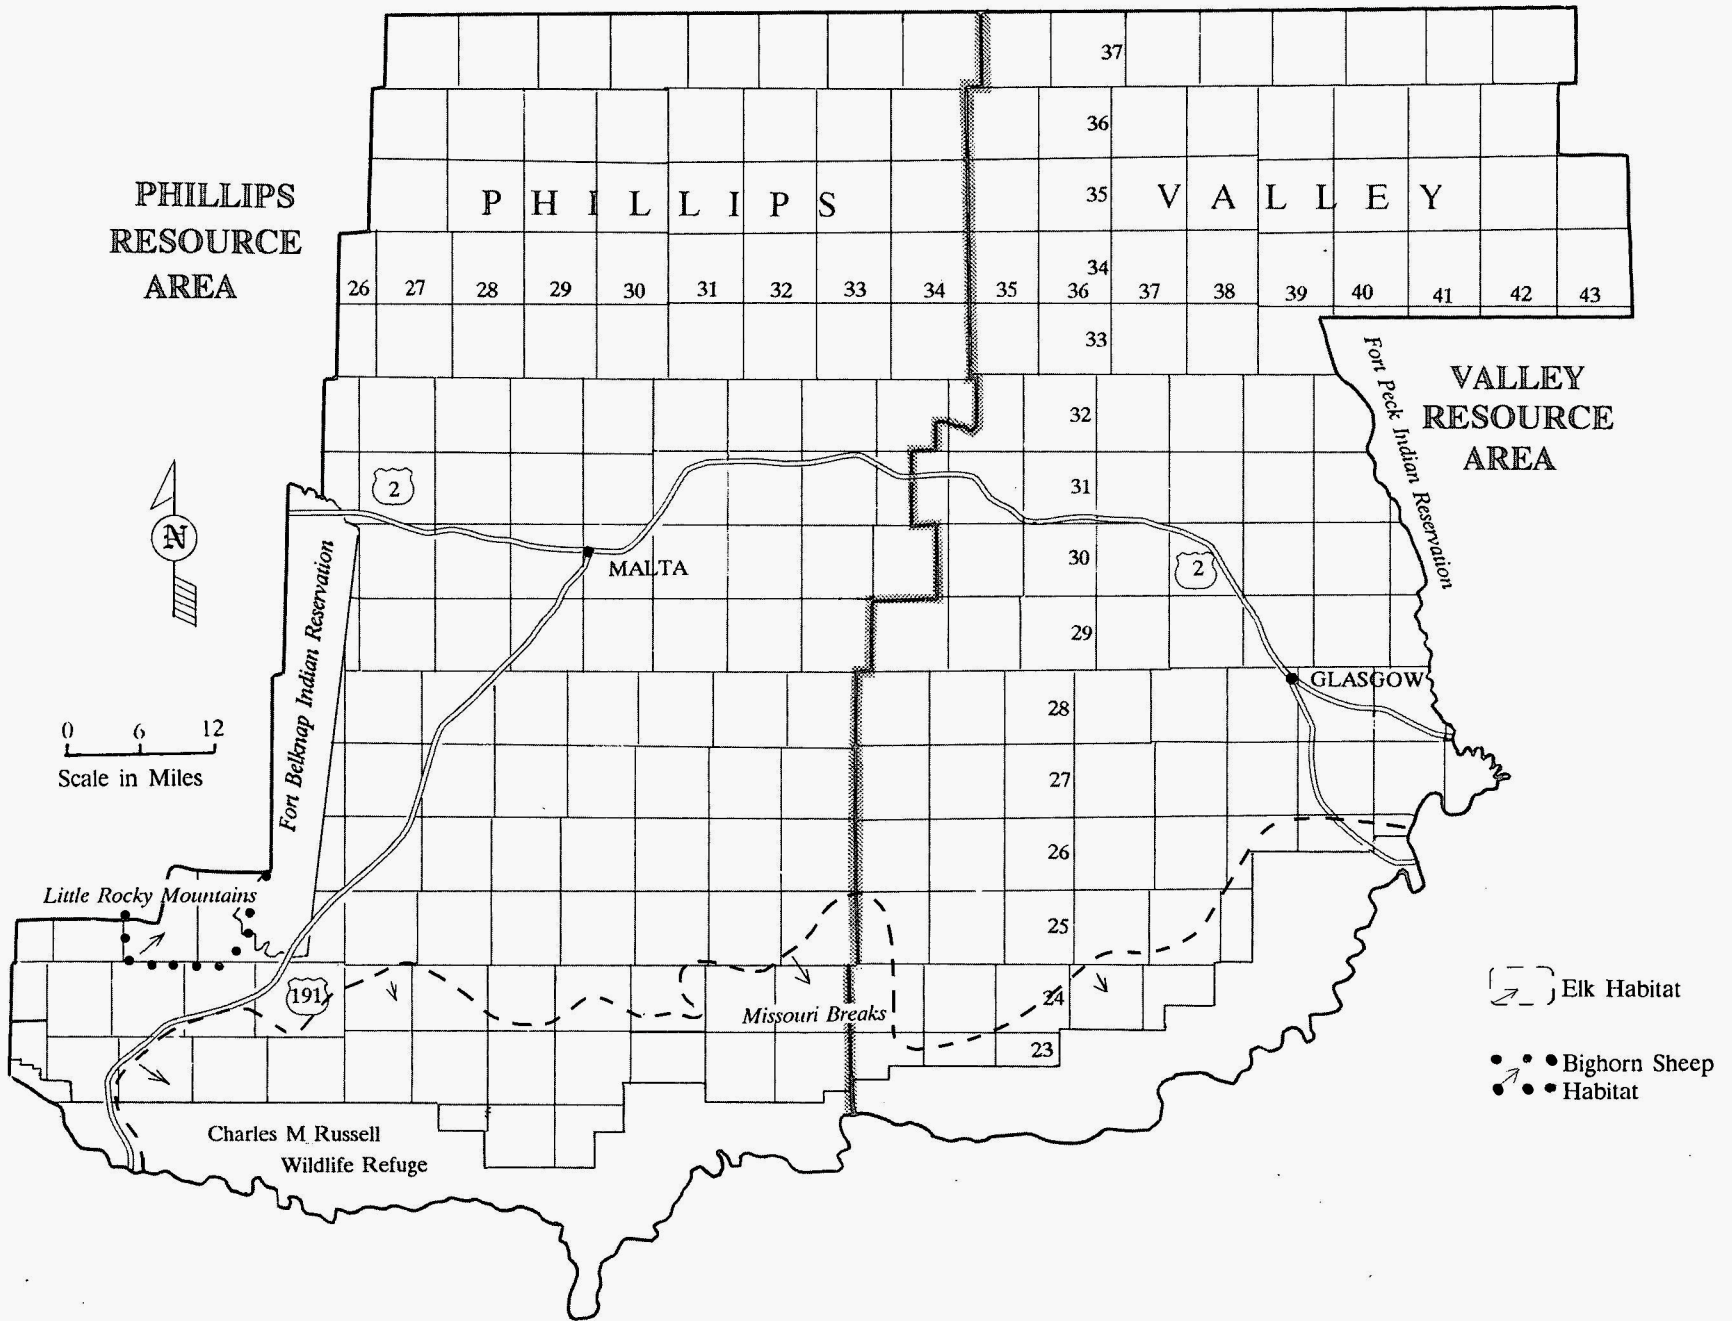 37
36
PHILLIPS
RESOURCE
AREA
PHILLIPS
35
VALLEY
34
26 27 28 29 30 31 32 33 34 35 36 37 38 39 40 41 42 43
33
Fort Peck Indian Reservation
VALLEY
RESOURCE
AREA
32
2
31
N
MALTA
30
2
Fort Belknap Indian Reservation
29
GLASGOW
28
0 6 12
Scale in Miles
27
26
Little Rocky Mountains
25
191
24
Missouri Breaks
Elk Habitat
23
Bighorn Sheep
Habitat
Charles M Russell
Wildlife Refuge